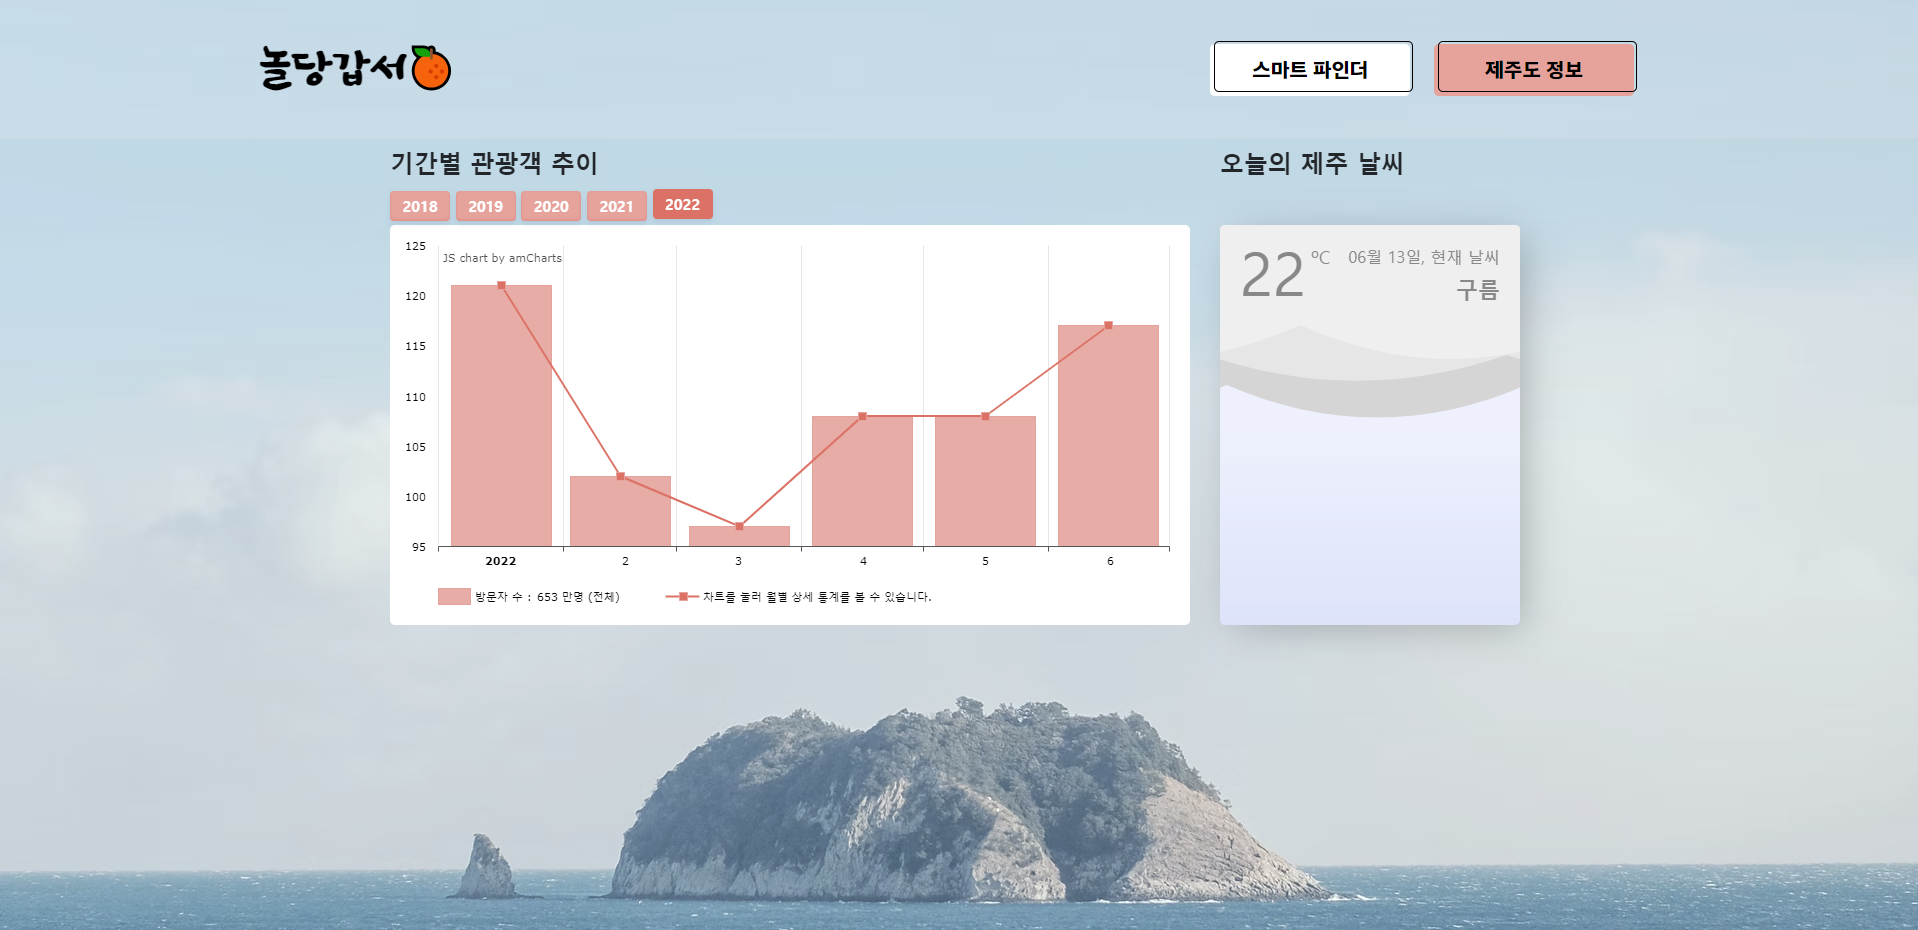 놀당갑서
스마트 파인더
제주도 정보
기간별 관광객 추이
2018 2019 2020 2021 2022
JS chart by amCharts
125
120
115
110
105
100
95
2022 2 3 4 5 6
방문자 수 : 653 만명 (전체)
차트를 눌러 월별 상세 통계를 볼 수 있습니다.
오늘의 제주 날씨
22 ºC
06월 13일, 현재 날씨
구름